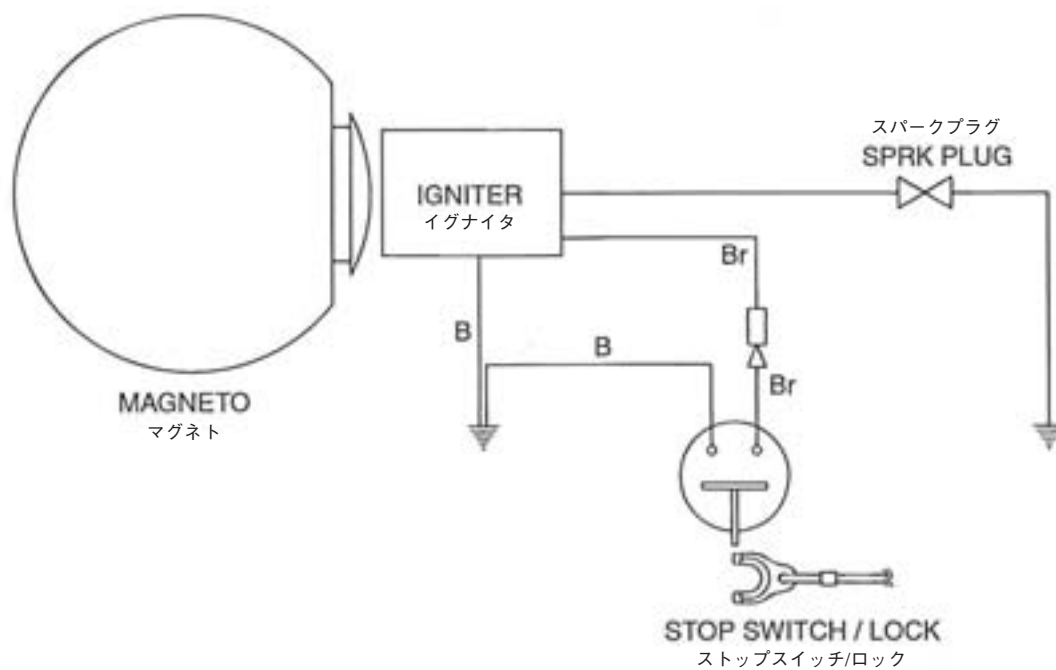 スパークプラグ
SPRK PLUG
IGNITER
イグナイタ
Br
B
B
Br
MAGNETO
マグネト
STOP SWITCH / LOCK
ストップスイッチ/ロック